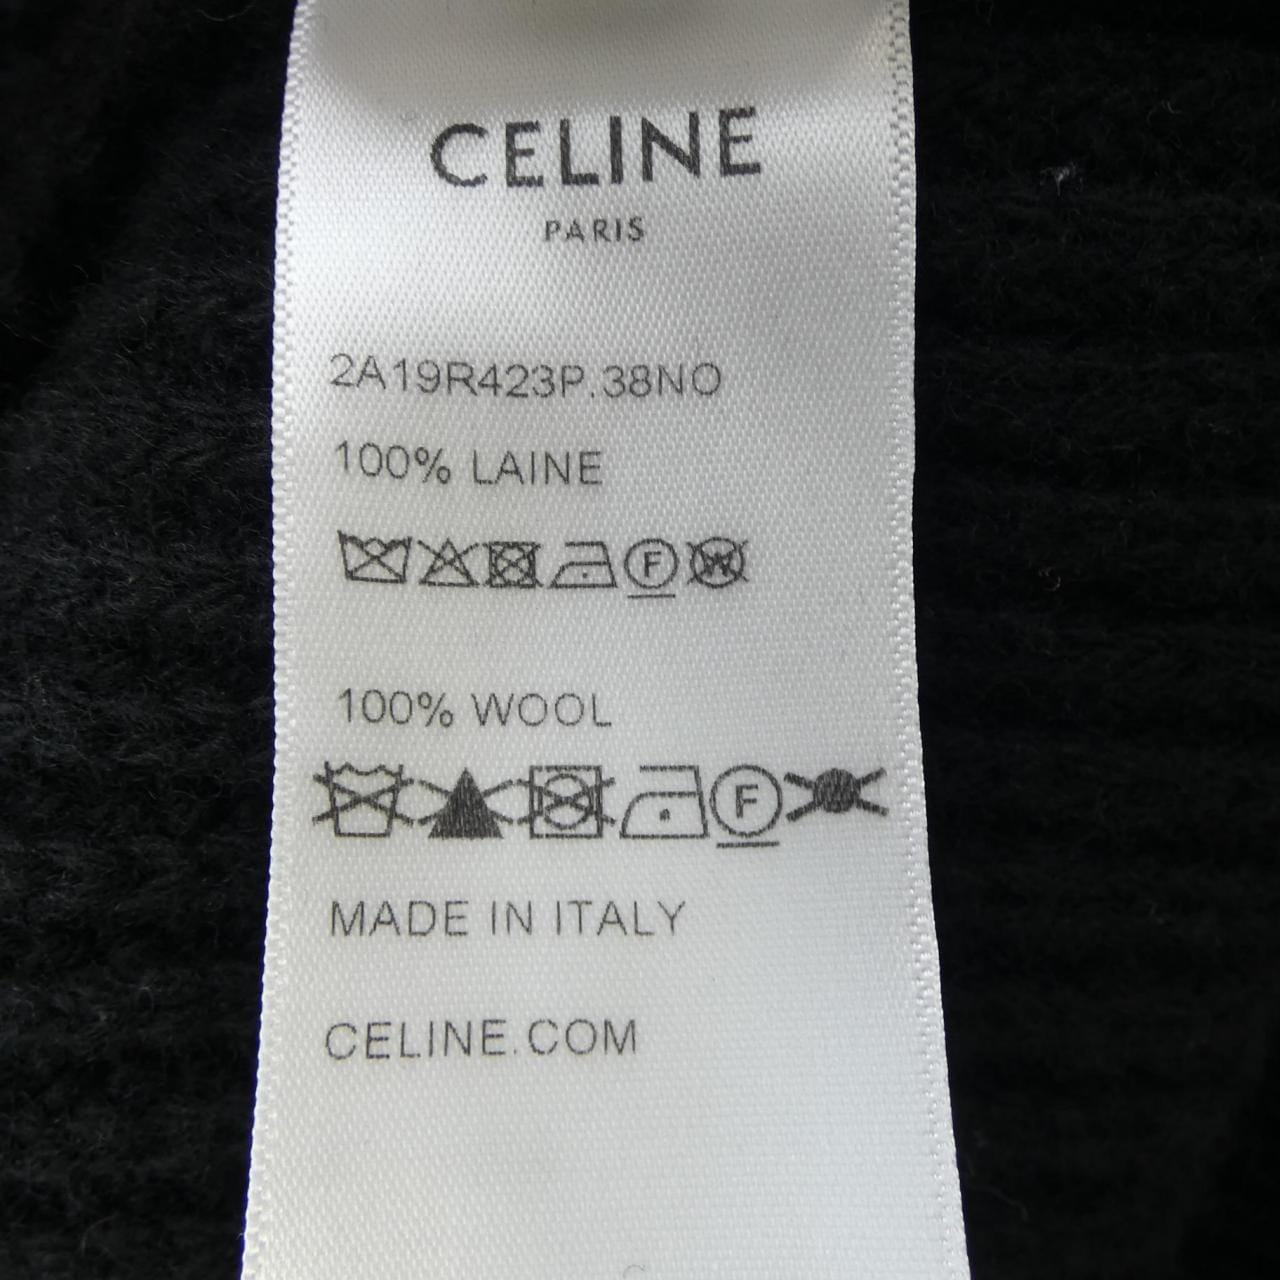 CELINE
PARIS
2A19R423P.38NO
100% LAINE
F W
100% WOOL
F
MADE IN ITALY
CELINE.COM